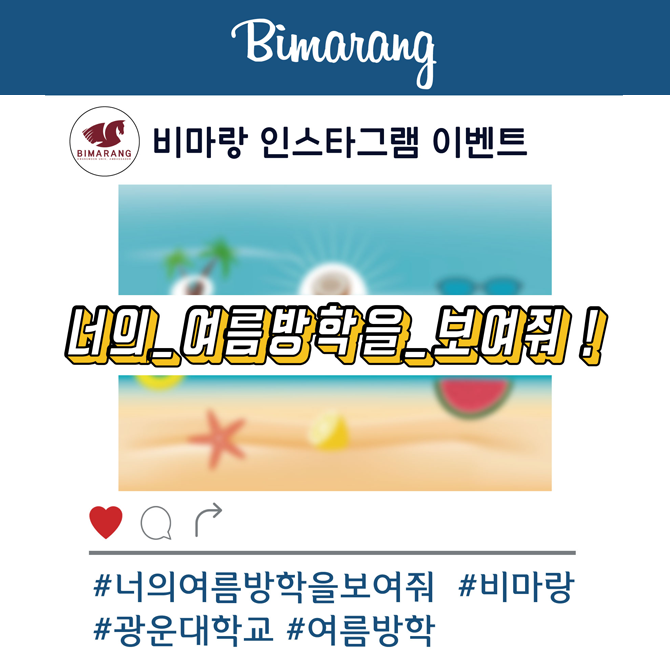 Bimarang
BIMARANG
비마랑 인스타그램 이벤트
너의_여름방학을_보여줘 !
#너의여름방학을보여줘 #비마랑
#광운대학교 #여름방학